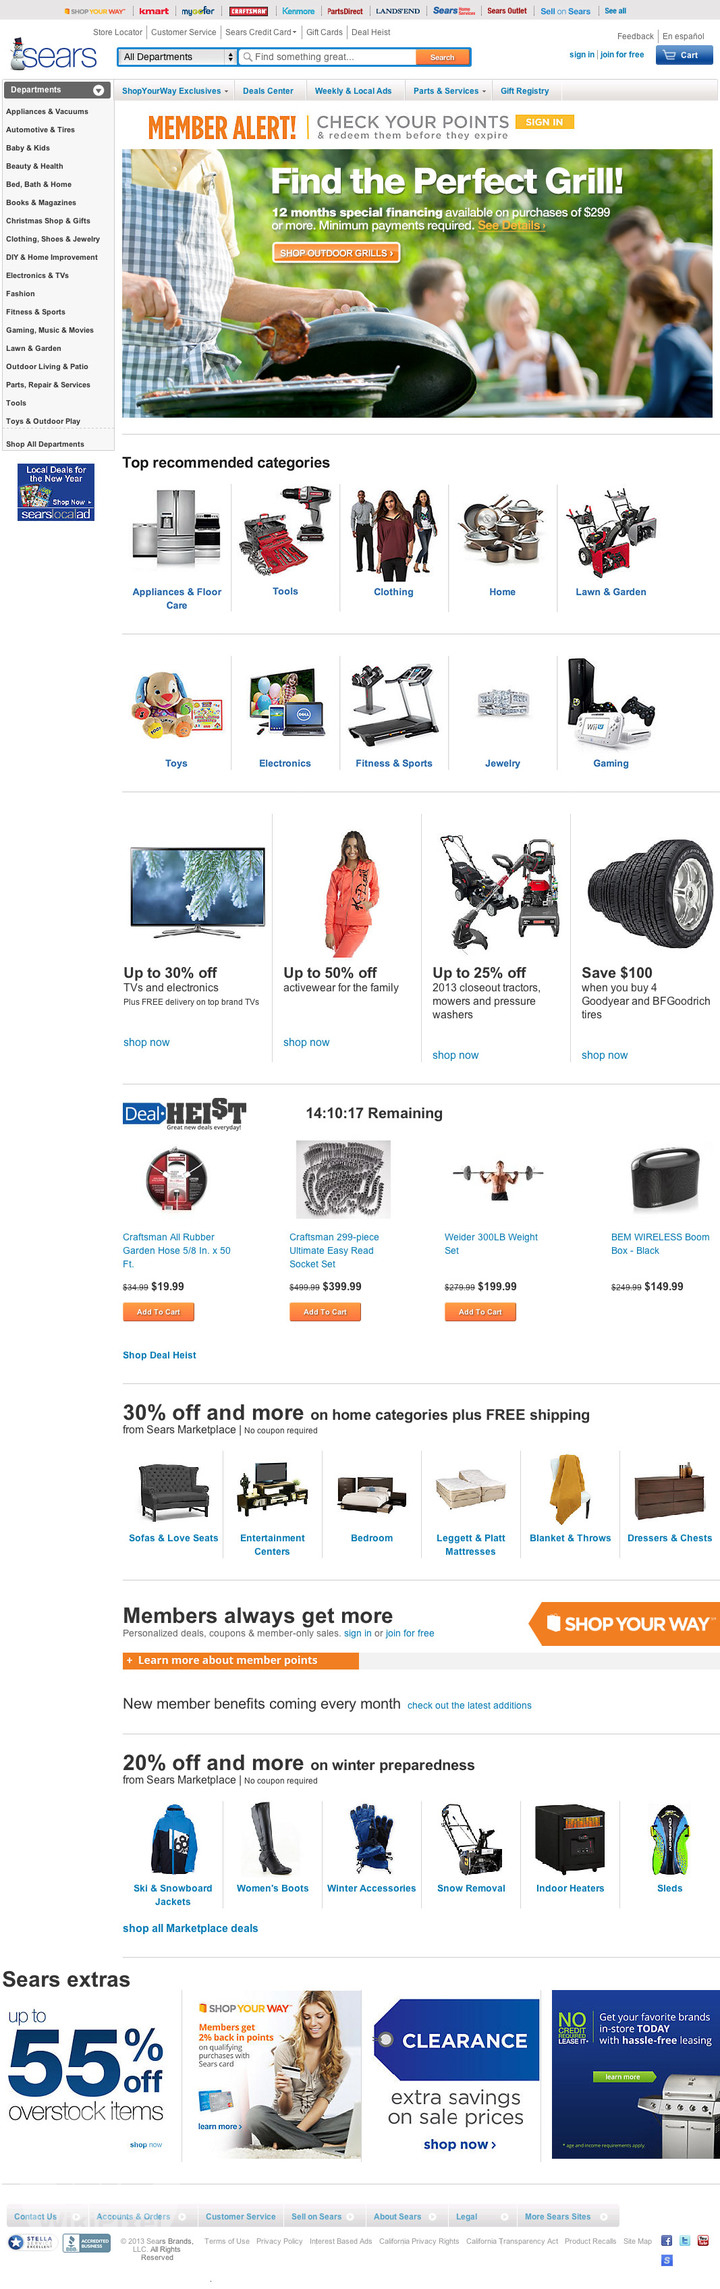 SHOP YOUR WAY
kmart
mygofer
CRAFTSMAN
Kenmore
PartsDirect
LANDS'END
Sears Home Services
Sears Outlet
Sell on Sears
See all
Store Locator
Customer Service
Sears Credit Card
Gift Cards
Deal Heist
Feedback
En español
sears
All Departments
Find something great...
Search
sign in
join for free
Cart
Departments
ShopYourWay Exclusives
Deals Center
Weekly & Local Ads
Parts & Services
Gift Registry
Appliances & Vacuums
Automotive & Tires
Baby & Kids
Beauty & Health
Bed, Bath & Home
Books & Magazines
Christmas Shop & Gifts
Clothing, Shoes & Jewelry
DIY & Home Improvement
Electronics & TVs
Fashion
Fitness & Sports
Gaming, Music & Movies
Lawn & Garden
Outdoor Living & Patio
Parts, Repair & Services
Tools
Toys & Outdoor Play
Shop All Departments
Local Deals for
the New Year
Shop Now
searslocalad
MEMBER ALERT!
CHECK YOUR POINTS
SIGN IN
& redeem them before they expire
Find the Perfect Grill!
12 months special financing available on purchases of $299
or more. Minimum payments required. See Details ›
SHOP OUTDOOR GRILLS ›
Top recommended categories
Appliances & Floor
Care
Tools
Clothing
Home
Lawn & Garden
DELL
Wii U
Toys
Electronics
Fitness & Sports
Jewelry
Gaming
Up to 30% off
TVs and electronics
Plus FREE delivery on top brand TVs
shop now
Up to 50% off
activewear for the family
shop now
Up to 25% off
2013 closeout tractors,
mowers and pressure
washers
shop now
Save $100
when you buy 4
Goodyear and BFGoodrich
tires
shop now
Deal HEIST
Great new deals everyday!
14:10:17 Remaining
Craftsman All Rubber
Garden Hose 5/8 In. x 50
Ft.
$34.99 $19.99
Add To Cart
Craftsman 299-piece
Ultimate Easy Read
Socket Set
$499.99 $399.99
Add To Cart
Weider 300LB Weight
Set
$279.99 $199.99
Add To Cart
BEM WIRELESS Boom
Box - Black
$249.99 $149.99
Shop Deal Heist
30% off and more on home categories plus FREE shipping
from Sears Marketplace | No coupon required
Sofas & Love Seats
Entertainment
Centers
Bedroom
Leggett & Platt
Mattresses
Blanket & Throws
Dressers & Chests
Members always get more
Personalized deals, coupons & member-only sales. sign in or join for free
SHOP YOUR WAY
+ Learn more about member points
New member benefits coming every month check out the latest additions
20% off and more on winter preparedness
from Sears Marketplace | No coupon required
Ski & Snowboard
Jackets
Women's Boots
Winter Accessories
Snow Removal
Indoor Heaters
Sleds
shop all Marketplace deals
Sears extras
up to
55% off
overstock items
shop now
SHOP YOUR WAY
Members get
2% back in points
on qualifying
purchases with
Sears card
learn more ›
CLEARANCE
extra savings
on sale prices
shop now ›
NO
CREDIT
REQUIRED
LEASE IT
Get your favorite brands
in-store TODAY
with hassle-free leasing
learn more
* age and income requirements apply.
Contact Us
Accounts & Orders
Customer Service
Sell on Sears
About Sears
Legal
More Sears Sites
STELLA
SERVICE
EXCELLENT
BBB
ACCREDITED
BUSINESS
© 2013 Sears Brands,
LLC. All Rights
Reserved
Terms of Use
Privacy Policy
Interest Based Ads
California Privacy Rights
California Transparency Act
Product Recalls
Site Map